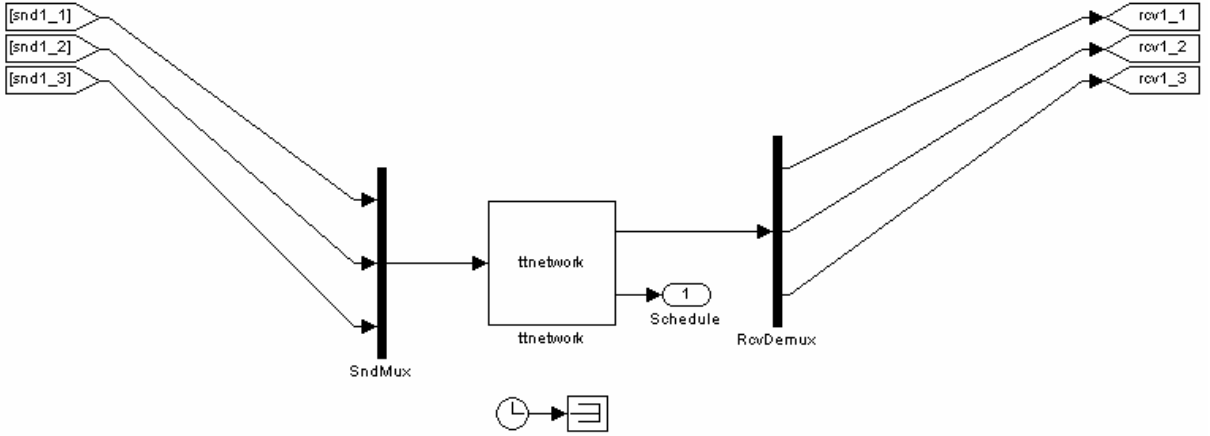 [snd1_1]
[snd1_2]
[snd1_3]
rcv1_1
rcv1_2
rcv1_3
ttnetwork
1
Schedule
ttnetwork
RcvDemux
SndMux